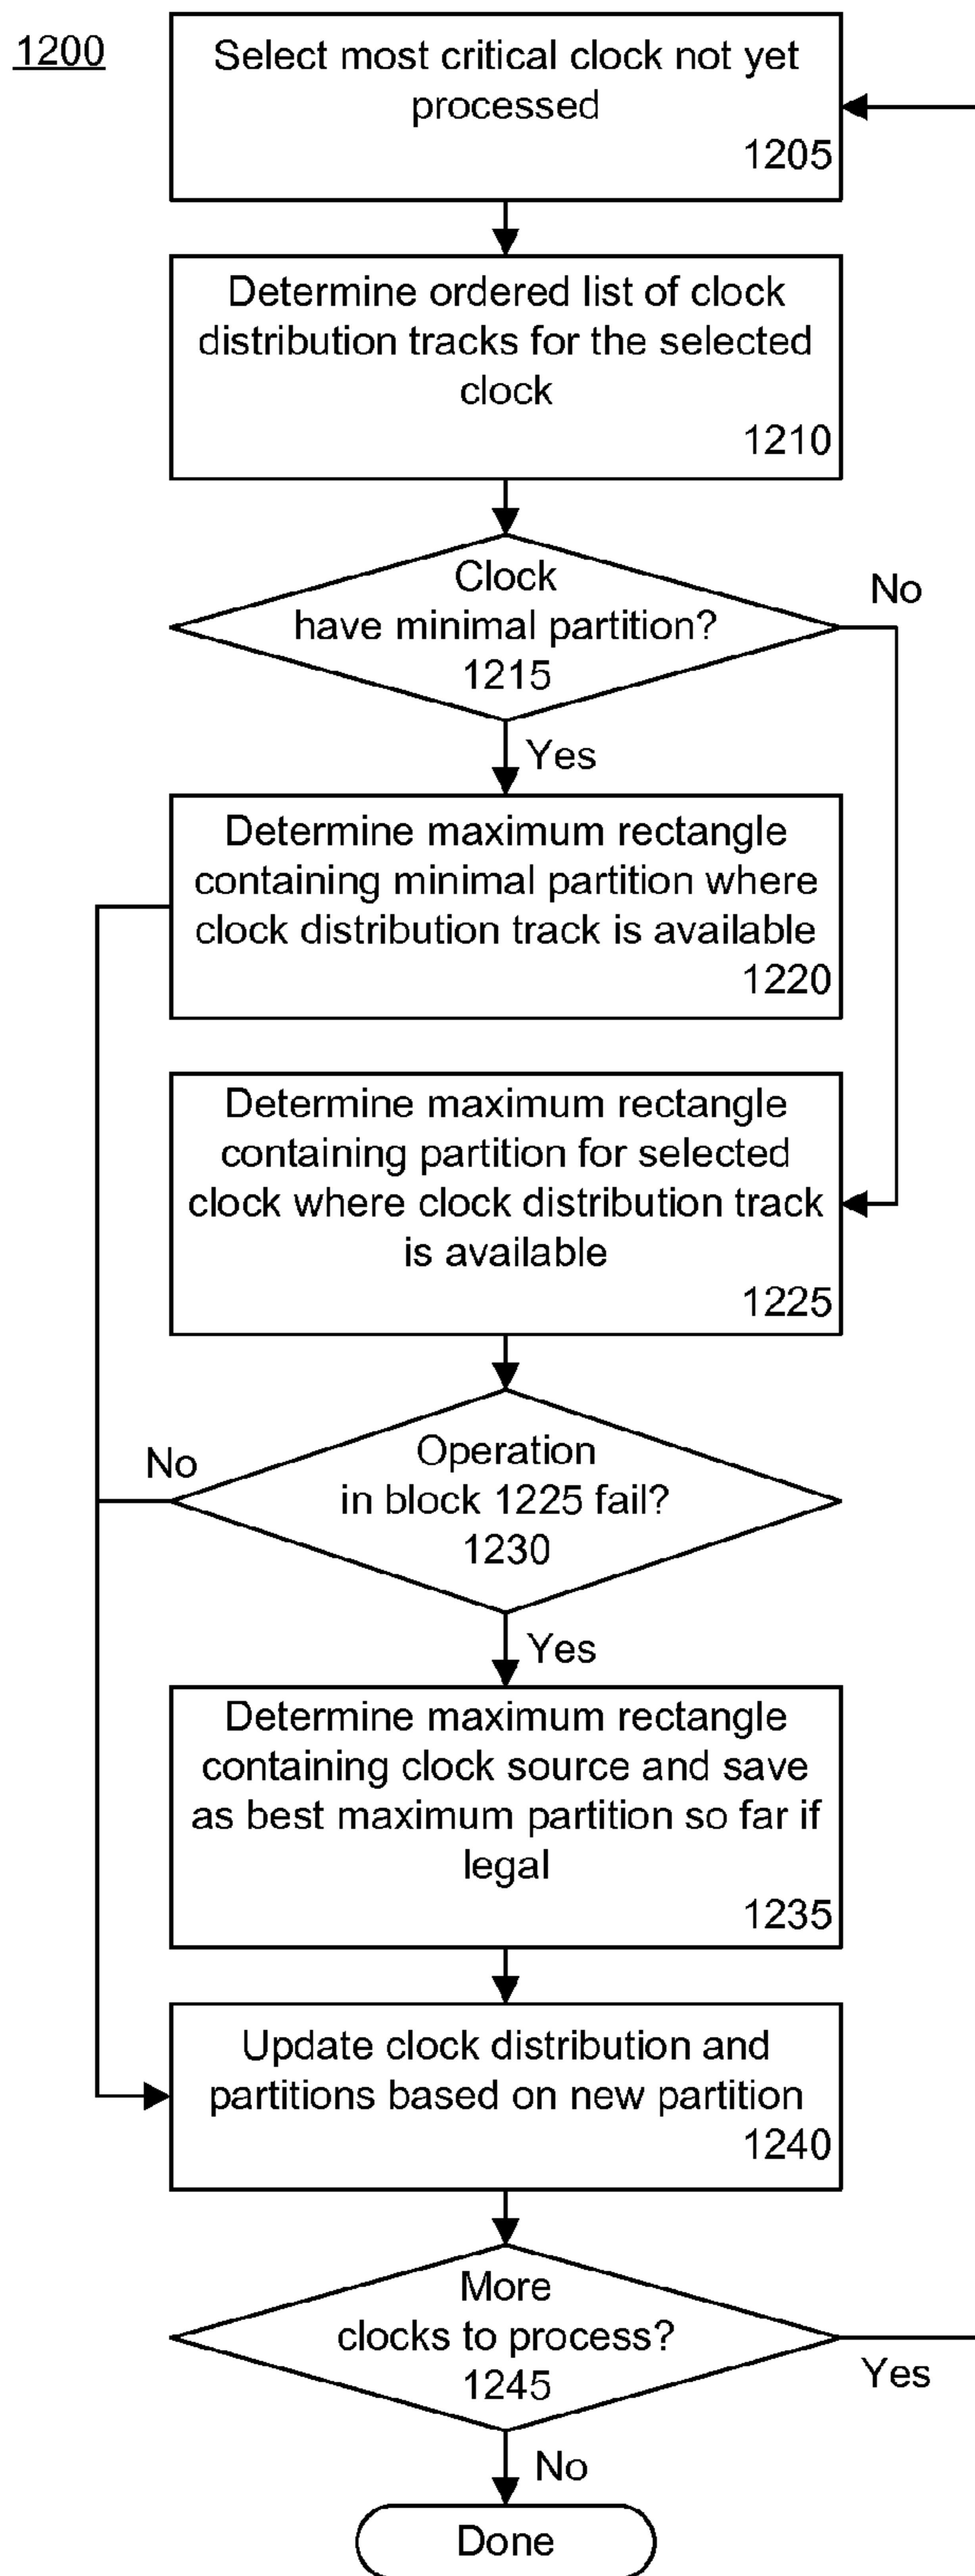 1200
Select most critical clock not yet
processed
1205
Determine ordered list of clock
distribution tracks for the selected
clock
1210
Clock
have minimal partition?
1215
No
Yes
Determine maximum rectangle
containing minimal partition where
clock distribution track is available
1220
Determine maximum rectangle
containing partition for selected
clock where clock distribution track
is available
1225
No
Operation
in block 1225 fail?
1230
Yes
Determine maximum rectangle
containing clock source and save
as best maximum partition so far if
legal
1235
Update clock distribution and
partitions based on new partition
1240
More
clocks to process?
1245
Yes
No
Done